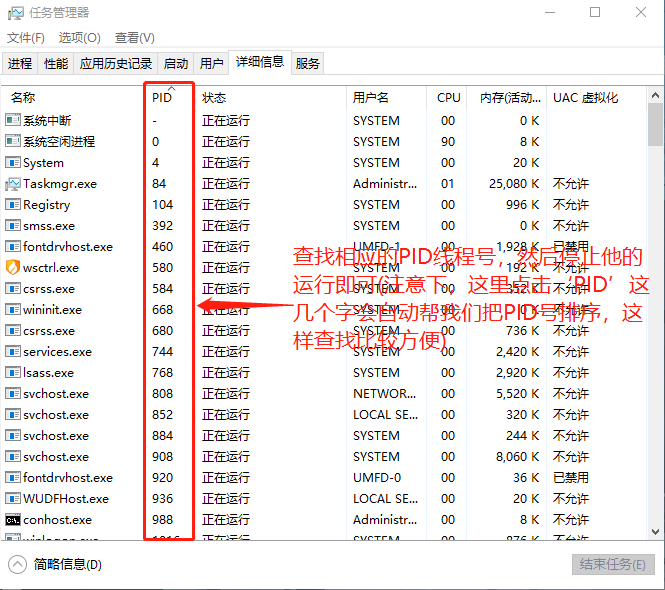 任务管理器
文件(F) 选项(O) 查看(V)
进程 性能 应用历史记录 启动 用户 详细信息 服务
名称 PID 状态 用户名 CPU 内存(活动... UAC 虚拟化
系统中断 - 正在运行 SYSTEM 00 0 K
系统空闲进程 0 正在运行 SYSTEM 90 8 K
System 4 正在运行 SYSTEM 00 20 K
Taskmgr.exe 84 正在运行 Administr... 01 25,080 K 不允许
Registry 104 正在运行 SYSTEM 00 996 K 不允许
smss.exe 392 正在运行 SYSTEM 00 0 K 不允许
fontdrvhost.exe 460 正在运行 UMFD-1 00 1,928 K 已禁用
wsctrl.exe 580 正在运行 SYSTEM 00 192 K 不允许
csrss.exe 584 正在运行 SYSTEM 00 352 K 不允许
wininit.exe 668 正在运行 SYSTEM 00 0 K 不允许
csrss.exe 680 正在运行 SYSTEM 00 736 K 不允许
services.exe 744 正在运行 SYSTEM 00 2,420 K 不允许
lsass.exe 768 正在运行 SYSTEM 00 2,920 K 不允许
svchost.exe 808 正在运行 NETWOR... 00 5,520 K 不允许
svchost.exe 852 正在运行 LOCAL SE... 00 320 K 不允许
svchost.exe 884 正在运行 SYSTEM 00 244 K 不允许
svchost.exe 908 正在运行 SYSTEM 00 8,060 K 不允许
fontdrvhost.exe 920 正在运行 UMFD-0 00 36 K 已禁用
WUDFHost.exe 936 正在运行 LOCAL SE... 00 20 K 不允许
conhost.exe 988 正在运行 Administr... 00 8 K 不允许
查找相应的PID线程号，然后停止他的
运行即可(注意下，这里点击‘PID’这
几个字会自动帮我们把PID号排序，这
样查找比较方便)
简略信息(D) 结束任务(E)